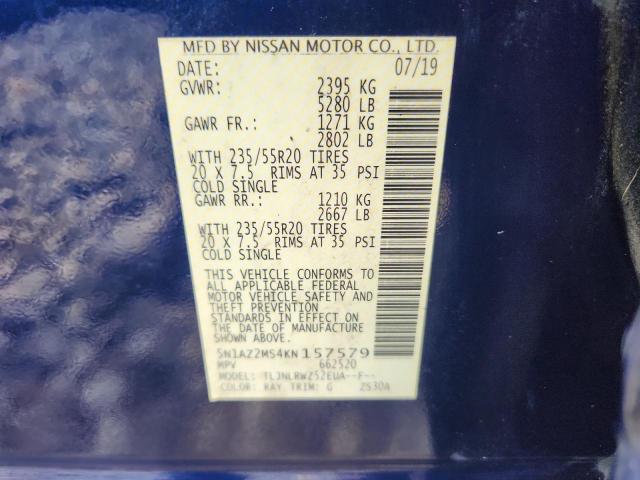 MFD BY NISSAN MOTOR CO., LTD.
DATE: 07/19
GVWR: 2395 KG
5280 LB
GAWR FR.: 1271 KG
2802 LB
WITH 235/55R20 TIRES
20 X 7.5 RIMS AT 35 PSI
COLD SINGLE
GAWR RR.: 1210 KG
2667 LB
WITH 235/55R20 TIRES
20 X 7.5 RIMS AT 35 PSI
COLD SINGLE
THIS VEHICLE CONFORMS TO
ALL APPLICABLE FEDERAL
MOTOR VEHICLE SAFETY AND
THEFT PREVENTION
STANDARDS IN EFFECT ON
THE DATE OF MANUFACTURE
SHOWN ABOVE.
5N1AZ2MS4KN157579
MPV 662520
MODEL: TLJNLRWZ52EUA--F--
COLOR: RAY TRIM: G 2S30A